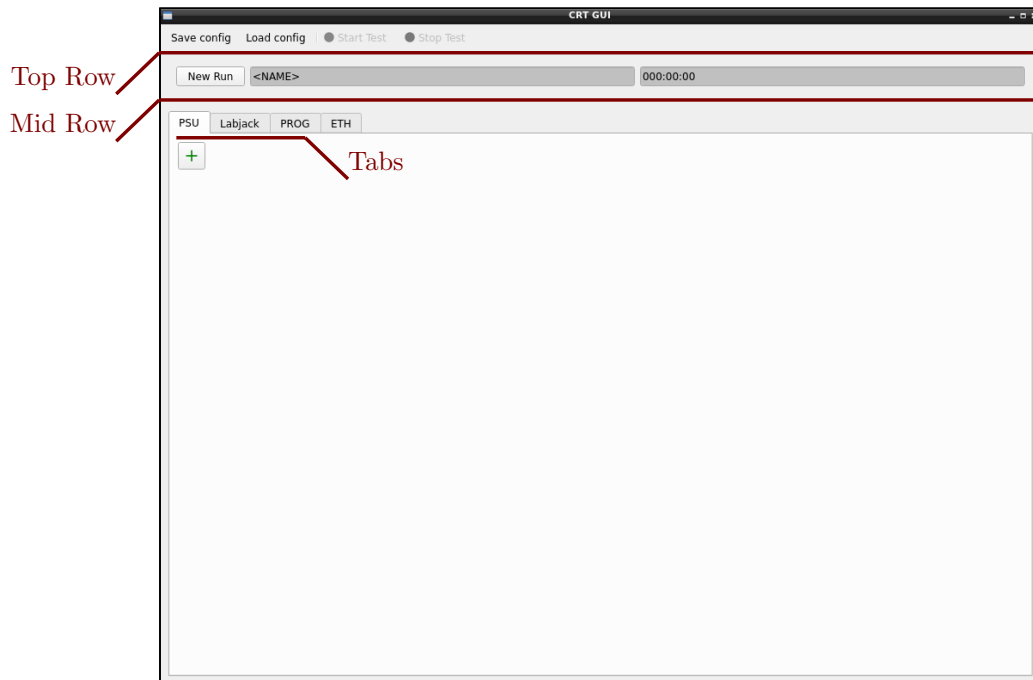 CRT GUI
Save config Load config Start Test Stop Test
Top Row
New Run <NAME> 000:00:00
Mid Row
PSU Labjack PROG ETH
+
Tabs